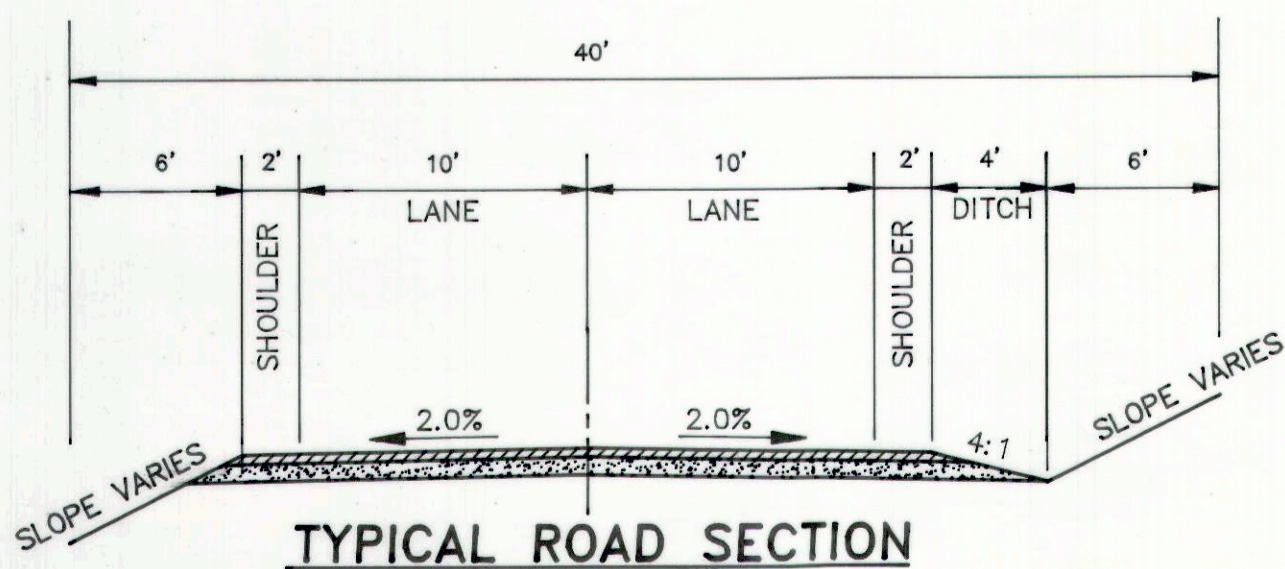 40'
6' 2' 10' 10' 2' 4' 6'
LANE LANE DITCH
SHOULDER SHOULDER
2.0% 2.0%
4:1
SLOPE VARIES
SLOPE VARIES
TYPICAL ROAD SECTION